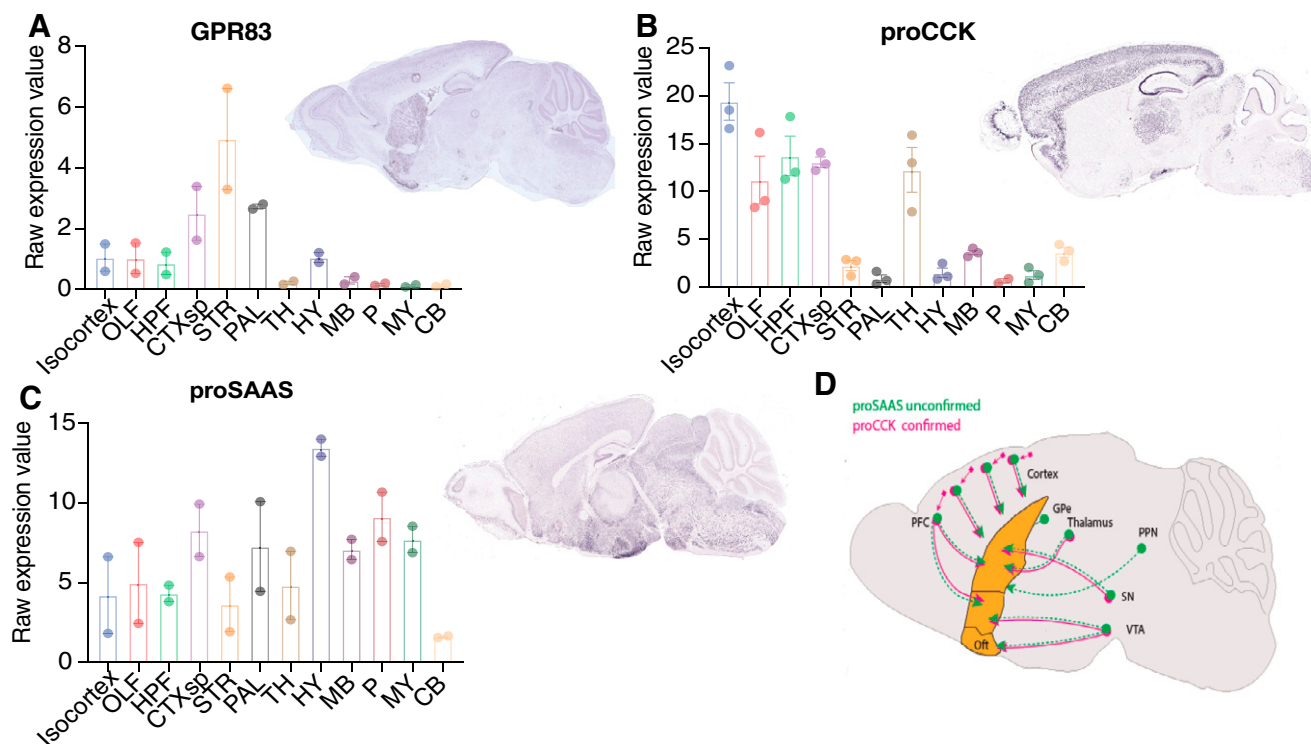 A
GPR83
Raw expression value
8
6
4
2
0
Isocortex
OLF
HPF
CTXsp
STR
PAL
TH
HY
MB
P
MY
CB
B
proCCK
Raw expression value
25
20
15
10
5
0
Isocortex
OLF
HPF
CTXsp
STR
PAL
TH
HY
MB
P
MY
CB
C
proSAAS
Raw expression value
15
10
5
0
Isocortex
OLF
HPF
CTXsp
STR
PAL
TH
HY
MB
P
MY
CB
D
proSAAS unconfirmed
proCCK confirmed
Cortex
GPe
PFC
Thalamus
PPN
SN
VTA
Oft